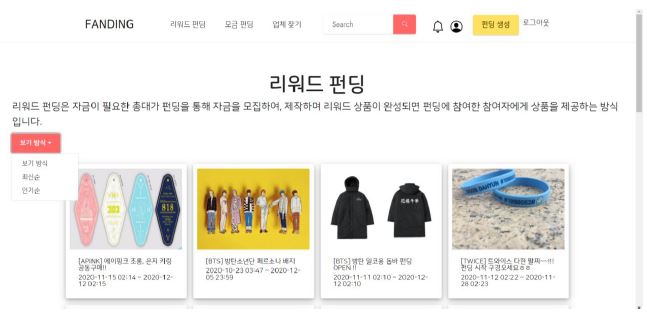 FANDING
리워드 펀딩
모금 펀딩
업체 찾기
Search
펀딩 생성
로그아웃
리워드 펀딩
리워드 펀딩은 자금이 필요한 총대가 펀딩을 통해 자금을 모집하여, 제작하며 리워드 상품이 완성되면 펀딩에 참여한 참여자에게 상품을 제공하는 방식
입니다.
보기 방식
보기 방식
최신순
인기순
303
818
[APINK] 에이핑크 초롱, 은지 키링
공동구매!!
2020-11-15 02:14 ~ 2020-12-
12 02:15
[BTS] 방탄소년단 페르소나 배지
2020-10-23 03:47 ~ 2020-12-
05 23:59
[BTS] 방탄 알코올 돕바 펀딩
OPEN !!
2020-11-11 02:10 ~ 2020-12-
12 02:10
[TWICE] 트와이스 다현 팔찌~~!!!
펀딩 시작 구경오세요ㅎㅎ
2020-11-12 02:22 ~ 2020-11-
28 02:23